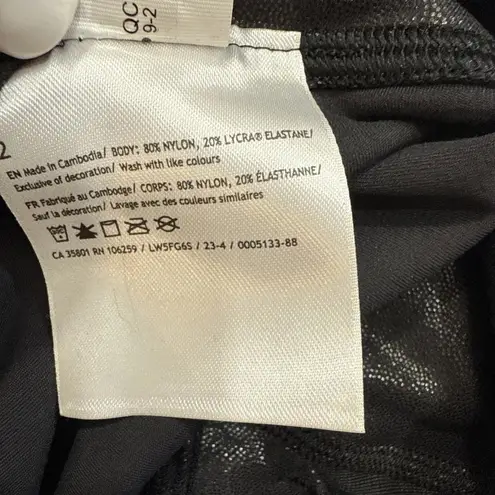 QC
9-2
2
EN Made in Cambodia/ BODY: 80% NYLON, 20% LYCRA® ELASTANE/
Exclusive of decoration/ Wash with like colours
FR Fabriqué au Cambodge/ CORPS: 80% NYLON, 20% ÉLASTHANNE/
Sauf la décoration/ Lavage avec des couleurs similaires
CA 35801 RN 106259 / LW5FG6S / 23-4 / 0005133-88